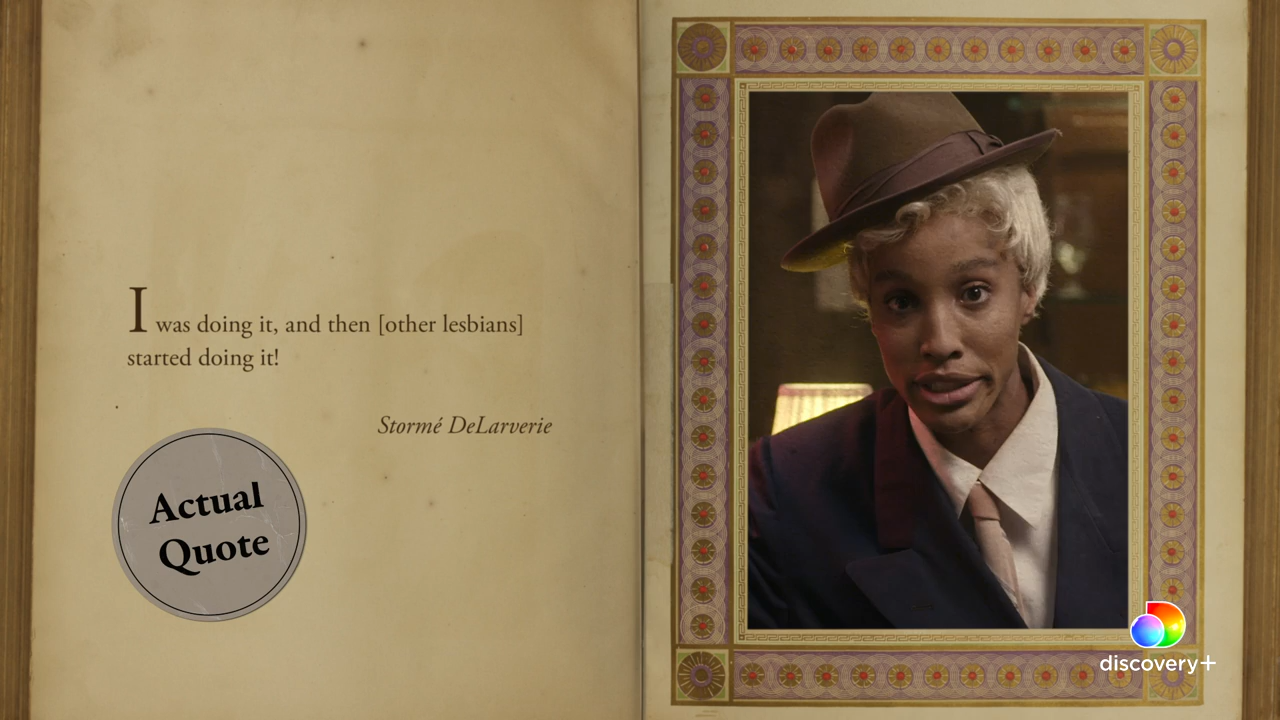 I was doing it, and then [other lesbians]
started doing it!
Stormé DeLarverie
Actual
Quote
discovery+